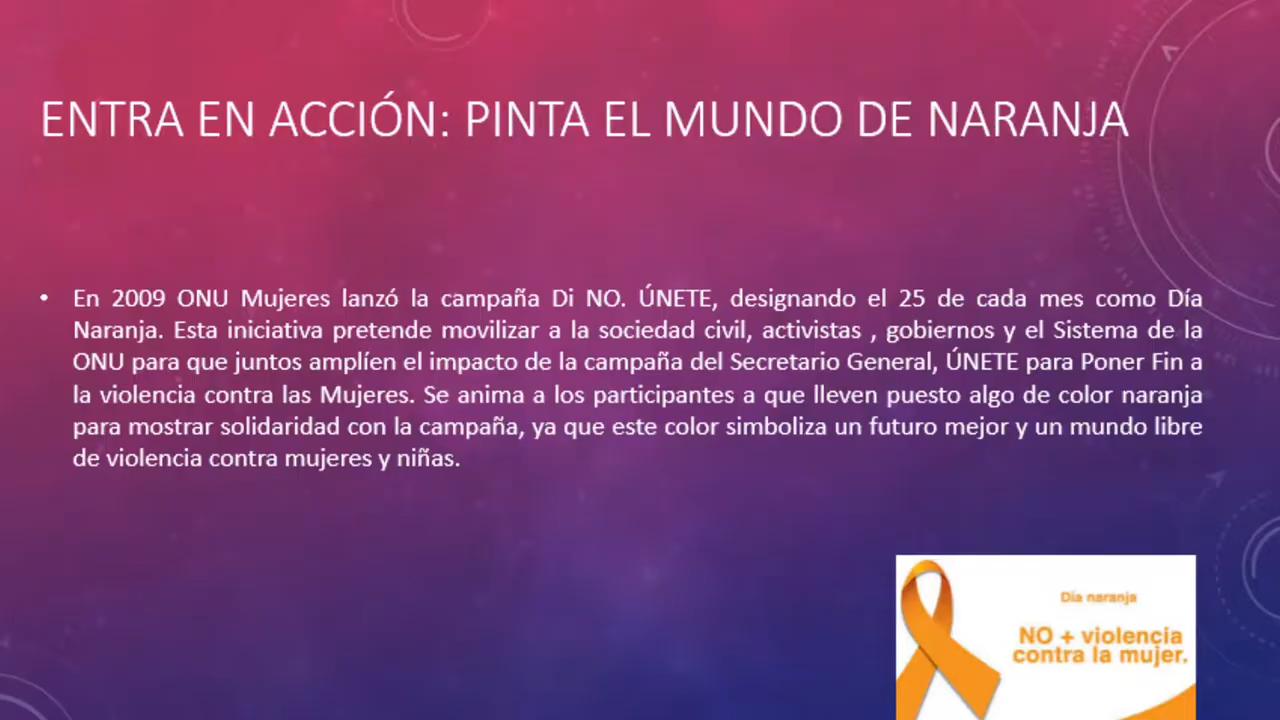 ENTRA EN ACCIÓN: PINTA EL MUNDO DE NARANJA
• En 2009 ONU Mujeres lanzó la campaña Di NO. ÚNETE, designando el 25 de cada mes como Día
Naranja. Esta iniciativa pretende movilizar a la sociedad civil, activistas , gobiernos y el Sistema de la
ONU para que juntos amplíen el impacto de la campaña del Secretario General, ÚNETE para Poner Fin a
la violencia contra las Mujeres. Se anima a los participantes a que lleven puesto algo de color naranja
para mostrar solidaridad con la campaña, ya que este color simboliza un futuro mejor y un mundo libre
de violencia contra mujeres y niñas.
Día naranja
NO + violencia
contra la mujer.